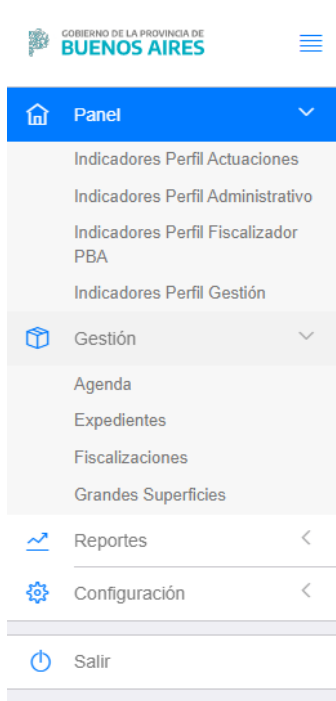 GOBIERNO DE LA PROVINCIA DE
BUENOS AIRES
Panel
Indicadores Perfil Actuaciones
Indicadores Perfil Administrativo
Indicadores Perfil Fiscalizador
PBA
Indicadores Perfil Gestión
Gestión
Agenda
Expedientes
Fiscalizaciones
Grandes Superficies
Reportes
Configuración
Salir